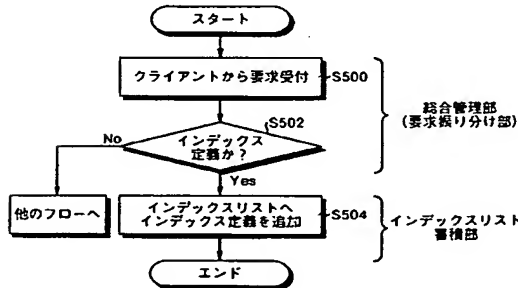 スタート
クライアントから要求受付
S500
総合管理部
(要求振り分け部)
S502
インデックス
定義か?
No
Yes
他のフローへ
インデックスリストへ
インデックス定義を追加
S504
インデックスリスト
蓄積部
エンド